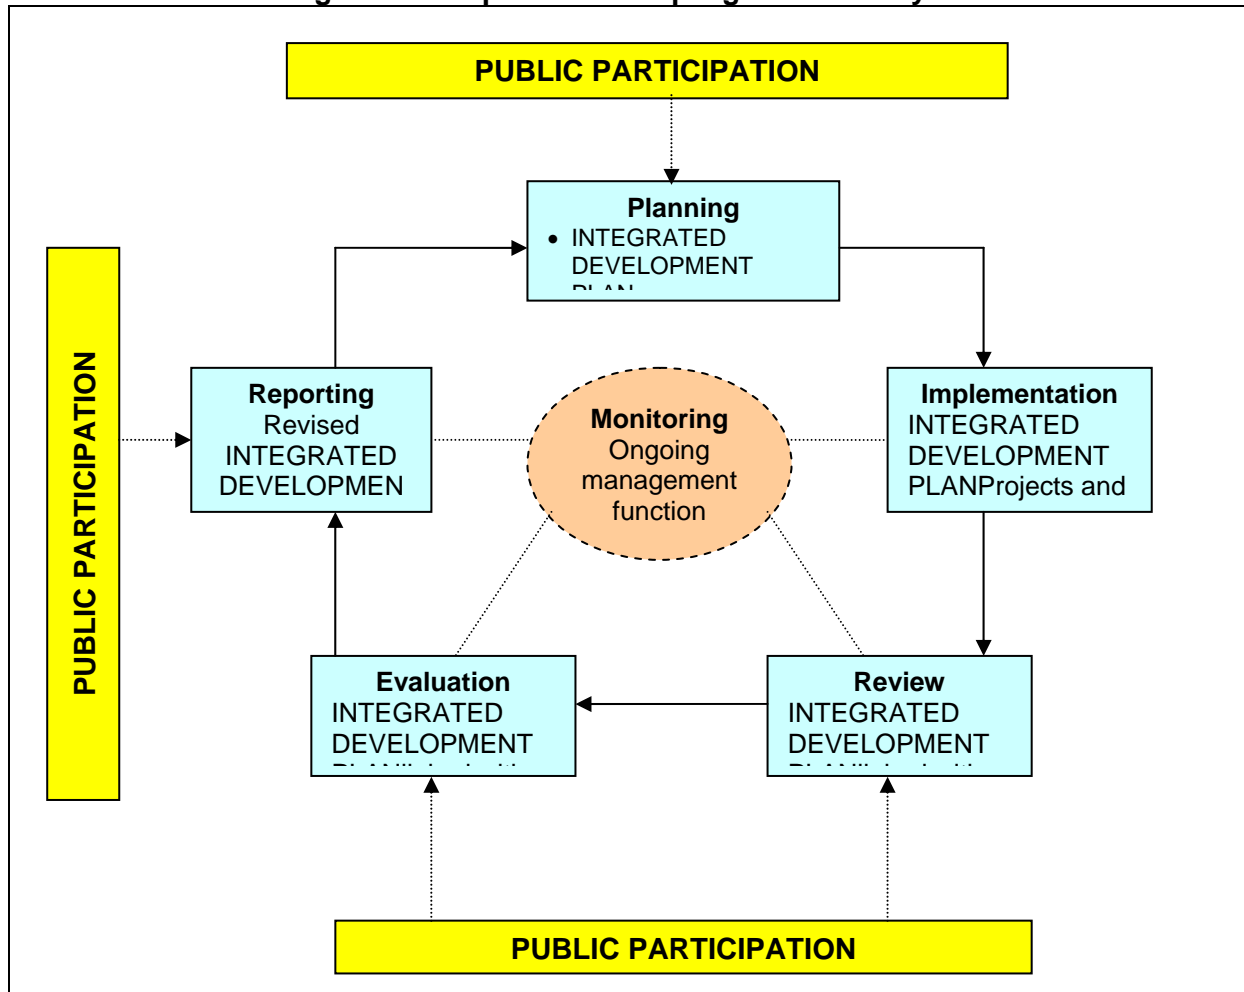 PUBLIC PARTICIPATION
Planning
• INTEGRATED
DEVELOPMENT
PLAN
PUBLIC PARTICIPATION
Reporting
Revised
INTEGRATED
DEVELOPMEN
Monitoring
Ongoing
management
function
Implementation
INTEGRATED
DEVELOPMENT
PLANProjects and
Evaluation
INTEGRATED
DEVELOPMENT
Review
INTEGRATED
DEVELOPMENT
PUBLIC PARTICIPATION